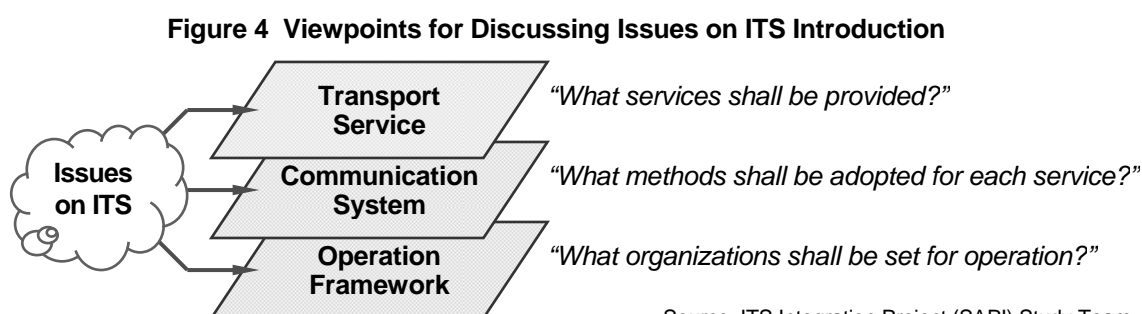 Figure 4 Viewpoints for Discussing Issues on ITS Introduction
Transport
Service
“What services shall be provided?”
Issues
on ITS
Communication
System
“What methods shall be adopted for each service?”
Operation
Framework
“What organizations shall be set for operation?”
Source: ITS Integration Project (SAPI) Study Team